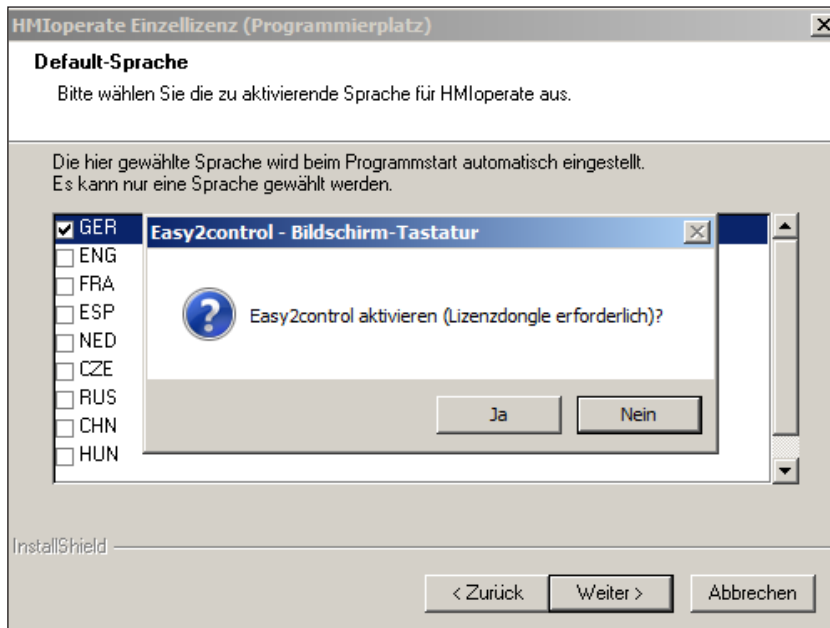 HMIoperate Einzellizenz (Programmierplatz)
Default-Sprache
Bitte wählen Sie die zu aktivierende Sprache für HMIoperate aus.
Die hier gewählte Sprache wird beim Programmstart automatisch eingestellt.
Es kann nur eine Sprache gewählt werden.
GER
ENG
FRA
ESP
NED
CZE
RUS
CHN
HUN
Easy2control - Bildschirm-Tastatur
Easy2control aktivieren (Lizenzdongle erforderlich)?
Ja Nein
InstallShield
< Zurück Weiter > Abbrechen